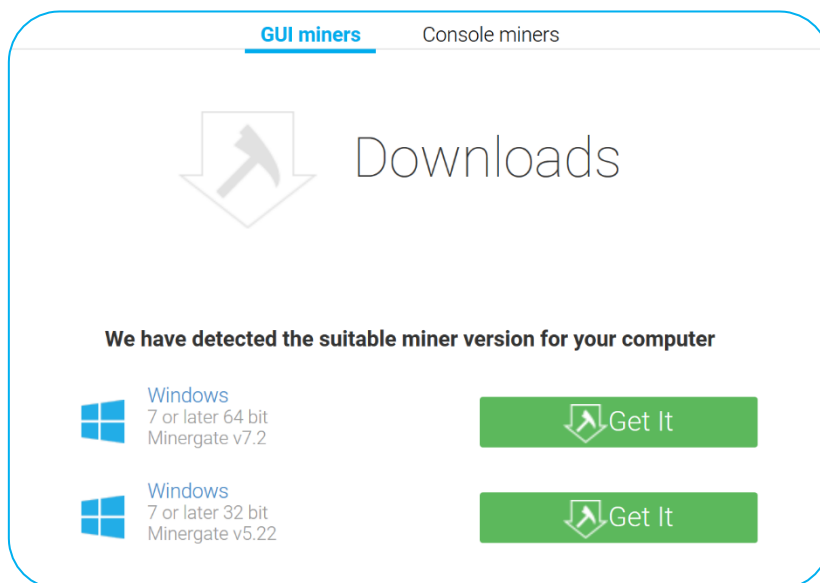 GUI miners Console miners
Downloads
We have detected the suitable miner version for your computer
Windows
7 or later 64 bit
Minergate v7.2
Get It
Windows
7 or later 32 bit
Minergate v5.22
Get It